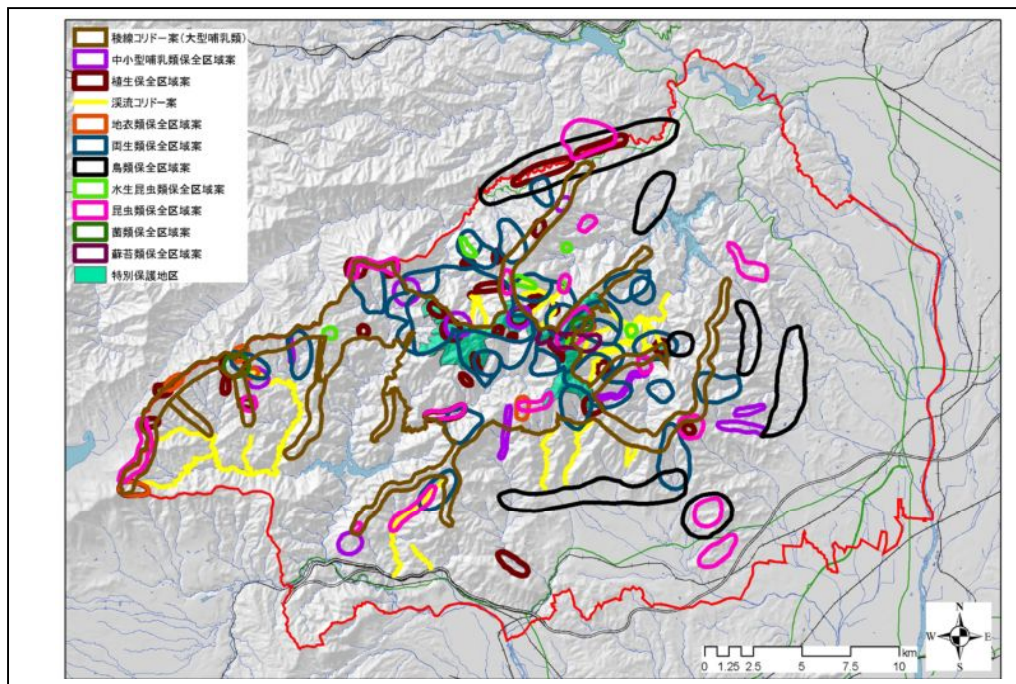 稜線コリドー案(大型哺乳類)
中小型哺乳類保全区域案
植生保全区域案
渓流コリドー案
地衣類保全区域案
両生類保全区域案
鳥類保全区域案
水生昆虫類保全区域案
昆虫類保全区域案
菌類保全区域案
蘚苔類保全区域案
特別保護地区
N
W E
S
km
0 1.25 2.5 5 7.5 10